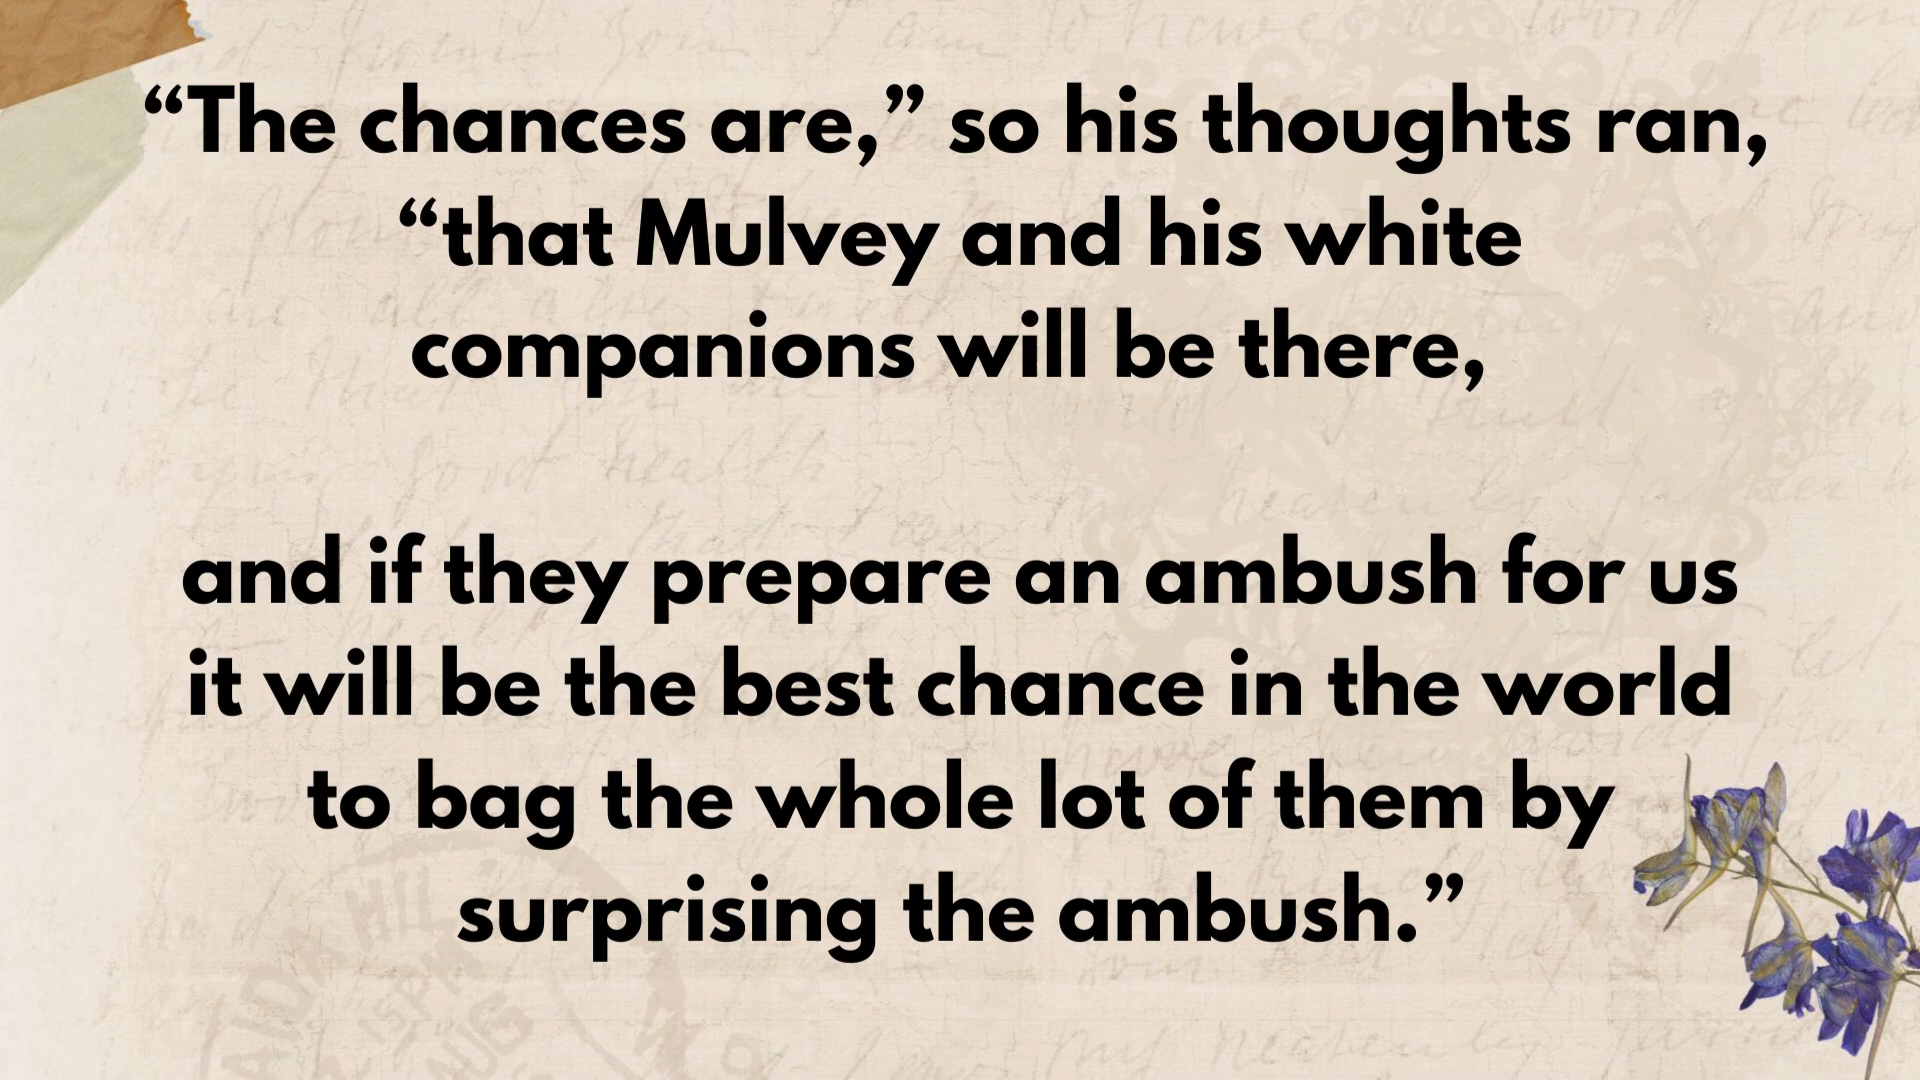 “The chances are,” so his thoughts ran,
“that Mulvey and his white
companions will be there,
and if they prepare an ambush for us
it will be the best chance in the world
to bag the whole lot of them by
surprising the ambush.”